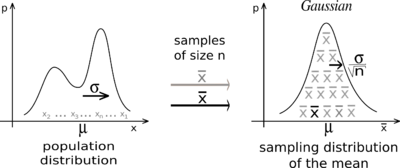 p
σ
x₂ ... x₃... xₙ ... x₁
μ
x
population
distribution
samples
of size n
x̄
x̄
Gaussian
p
x̄
x̄ x̄
σ
√n
x̄ x̄ x̄
x̄ x̄ x̄ x̄
x̄ x̄ x̄ x̄ x̄
μ
x̄
sampling distribution
of the mean